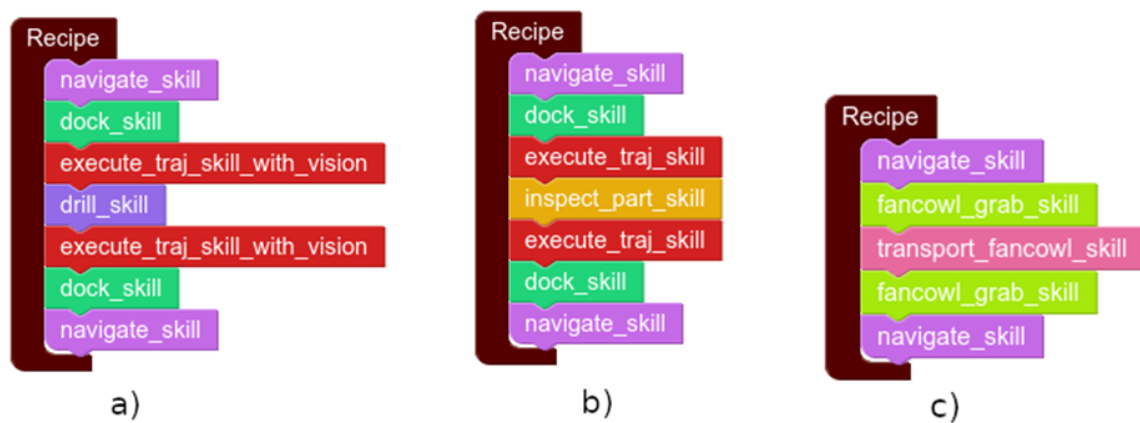 Recipe
navigate_skill
dock_skill
execute_traj_skill_with_vision
drill_skill
execute_traj_skill_with_vision
dock_skill
navigate_skill
a)
Recipe
navigate_skill
dock_skill
execute_traj_skill
inspect_part_skill
execute_traj_skill
dock_skill
navigate_skill
b)
Recipe
navigate_skill
fancowl_grab_skill
transport_fancowl_skill
fancowl_grab_skill
navigate_skill
c)